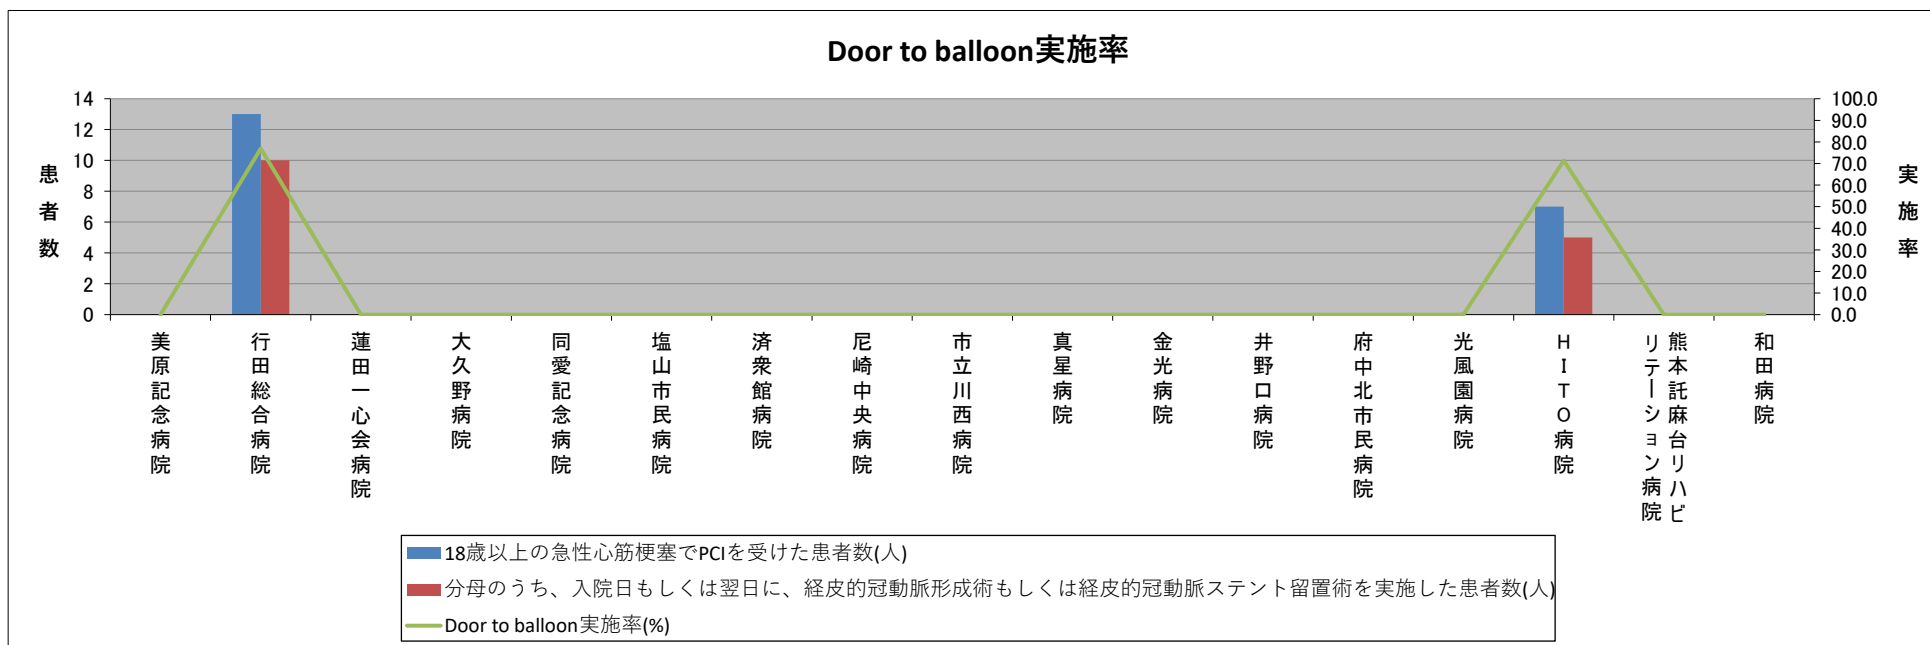 Door to balloon実施率
患者数
14
12
10
8
6
4
2
0
100.0
90.0
80.0
70.0
60.0
50.0
40.0
30.0
20.0
10.0
0.0
実施率
美原記念病院
行田総合病院
蓮田一心会病院
大久野病院
同愛記念病院
塩山市民病院
済衆館病院
尼崎中央病院
市立川西病院
真星病院
金光病院
井野口病院
府中北市民病院
光風園病院
HITO病院
熊本託麻台リハビ
リテーション病院
和田病院
18歳以上の急性心筋梗塞でPCIを受けた患者数(人)
分母のうち、入院日もしくは翌日に、経皮的冠動脈形成術もしくは経皮的冠動脈ステント留置術を実施した患者数(人)
Door to balloon実施率(%)